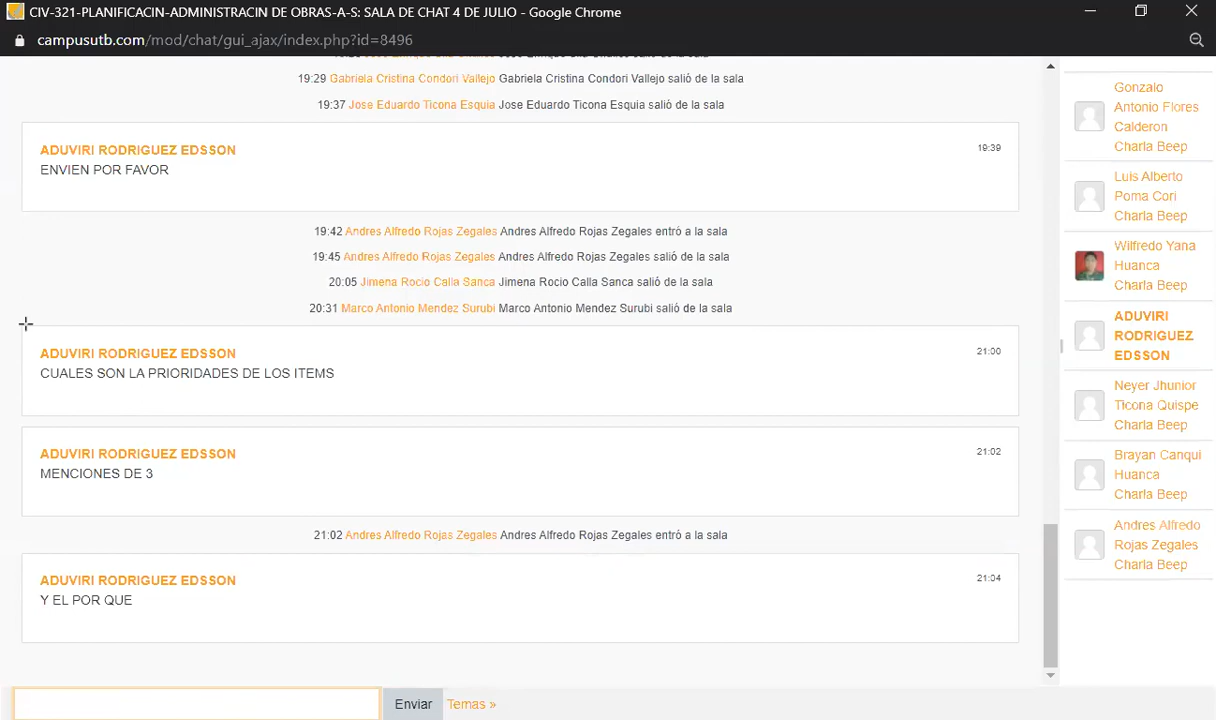 CIV-321-PLANIFICACIN-ADMINISTRACIN DE OBRAS-A-S: SALA DE CHAT 4 DE JULIO - Google Chrome
campusutb.com/mod/chat/gui_ajax/index.php?id=8496
19:29 Gabriela Cristina Condori Vallejo Gabriela Cristina Condori Vallejo salió de la sala
19:37 Jose Eduardo Ticona Esquia Jose Eduardo Ticona Esquia salió de la sala
ADUVIRI RODRIGUEZ EDSSON 19:39
ENVIEN POR FAVOR
19:42 Andres Alfredo Rojas Zegales Andres Alfredo Rojas Zegales entró a la sala
19:45 Andres Alfredo Rojas Zegales Andres Alfredo Rojas Zegales salió de la sala
20:05 Jimena Rocio Calla Sanca Jimena Rocio Calla Sanca salió de la sala
20:31 Marco Antonio Mendez Surubi Marco Antonio Mendez Surubi salió de la sala
ADUVIRI RODRIGUEZ EDSSON 21:00
CUALES SON LA PRIORIDADES DE LOS ITEMS
ADUVIRI RODRIGUEZ EDSSON 21:02
MENCIONES DE 3
21:02 Andres Alfredo Rojas Zegales Andres Alfredo Rojas Zegales entró a la sala
ADUVIRI RODRIGUEZ EDSSON 21:04
Y EL POR QUE
Enviar Temas »
Gonzalo
Antonio Flores
Calderon
Charla Beep
Luis Alberto
Poma Cori
Charla Beep
Wilfredo Yana
Huanca
Charla Beep
ADUVIRI
RODRIGUEZ
EDSSON
Neyer Jhunior
Ticona Quispe
Charla Beep
Brayan Canqui
Huanca
Charla Beep
Andres Alfredo
Rojas Zegales
Charla Beep